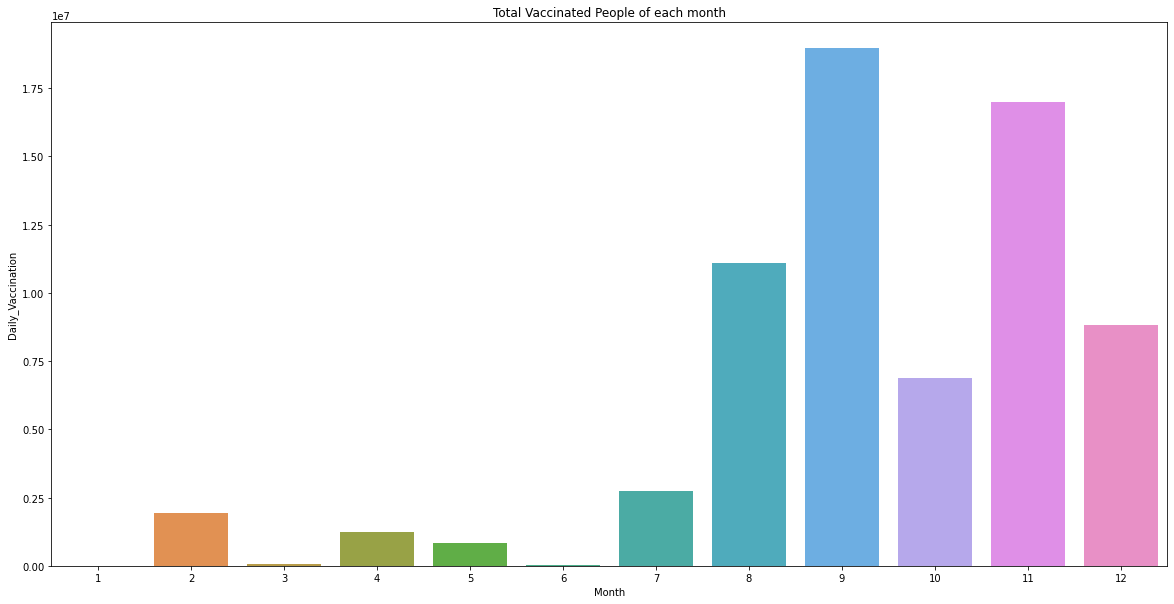 Total Vaccinated People of each month
1e7
1.75
1.50
1.25
1.00
0.75
0.50
0.25
0.00
Daily_Vaccination
1 2 3 4 5 6 7 8 9 10 11 12
Month